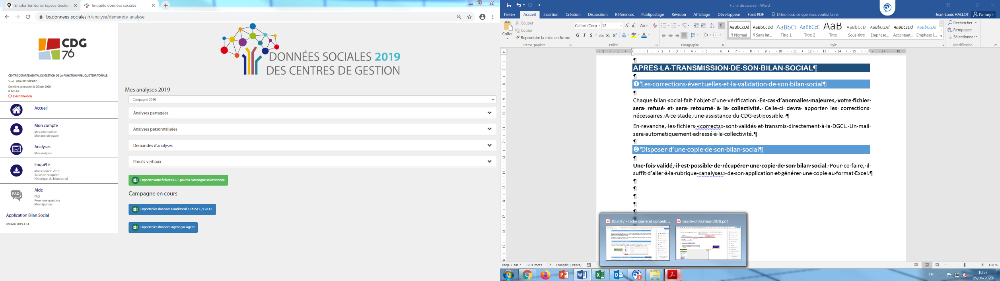 Emploi-territorial Espace Gestion
Enquête données sociales
bs.donnees-sociales.fr/analyse/demande-analyse
CDG
76
CENTRE DEPARTEMENTAL DE GESTION DE LA FONCTION PUBLIQUE TERRITORIALE
Siret : 28760002700042
Dernière connexion le 05 juin 2020
à 10:12:21
Déconnexion
Accueil
Mon compte
Mes informations
Mon mot de passe
Analyses
Mes analyses
Enquête
Mon enquête 2019
Saisie de l'enquête
Historique du bilan social
Aide
FAQ
FAQ
Poser une question
Mes réponses
Application Bilan Social
version 2019.1.14
DONNÉES SOCIALES 2019
DES CENTRES DE GESTION
Mes analyses 2019
Campagne 2019
Analyses partagées
Analyses personnalisées
Demandes d'analyses
Procès-verbaux
Exporter votre fichier DGCL pour la campagne sélectionnée
Campagne en cours
Exporter les données Handitorial / RASSCT / GPEEC
Exporter les données Agent par Agent
Fiche de saisie2 - Word
Fichier Accueil Insertion Création Disposition Références Publipostage Révision Affichage Développeur Foxit PDF Dites-nous ce que vous voulez faire. Jean-Louis HALLOT Partager
Coller
Couper
Copier
Reproduire la mise en forme
Presse-papiers
Calibri (Corp 12
G I S abc x₂ x²
Police
Paragraphe
AaBbCcDd AaBbCcDd AaBbCc AaBbCcE AaB AaBbCcD AaBbCcDd AaBbCcDd AaBbCcDd
¶ Normal ¶ Sans int... Titre 1 Titre 2 Titre Sous-titre Emphase... Accentuat... Emphase i...
Style
Rechercher
Remplacer
Sélectionner
Modification
APRES·LA·TRANSMISSION·DE·SON·BILAN·SOCIAL¶
❶°Les·corrections·éventuelles·et·la·validation·de·son·bilan·social¶
Chaque·bilan·social·fait·l’objet·d’une·vérification.·En·cas·d’anomalies·majeures,·votre·fichier·
sera·refusé·et·sera·retourné·à·la·collectivité.·Celle-ci·devra·apporter·les·corrections·
nécessaires.·A·ce·stade,·une·assistance·du·CDG·est·possible.·¶
En·revanche,·les·fichiers·«corrects»·sont·validés·et·transmis·directement·à·la·DGCL.·Un·mail·
sera·automatiquement·adressé·à·la·collectivité.¶
❷°Disposer·d’une·copie·de·son·bilan·social¶
Une·fois·validé,·il·est·possible·de·récupérer·une·copie·de·son·bilan·social.·Pour·ce·faire,·il·
suffit·d’aller·à·la·rubrique·«analyses»·de·son·application·et·générer·une·copie·au·format·Excel.¶
BS2017 - Fiche saisie et conseils ...
Guide-utilisateur-2019.pdf
Page 7 sur 7 1701 mots Français (France)
120 %
FR
10:57
05/06/2020